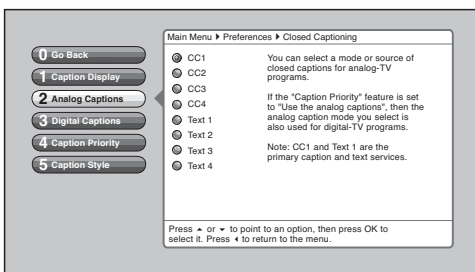 Main Menu ▸ Preferences ▸ Closed Captioning
0 Go Back
1 Caption Display
2 Analog Captions
3 Digital Captions
4 Caption Priority
5 Caption Style
CC1
CC2
CC3
CC4
Text 1
Text 2
Text 3
Text 4
You can select a mode or source of
closed captions for analog-TV
programs.
If the "Caption Priority" feature is set
to "Use the analog captions", then the
analog caption mode you select is
also used for digital-TV programs.
Note: CC1 and Text 1 are the
primary caption and text services.
Press ▴ or ▾ to point to an option, then press OK to
select it. Press ◂ to return to the menu.